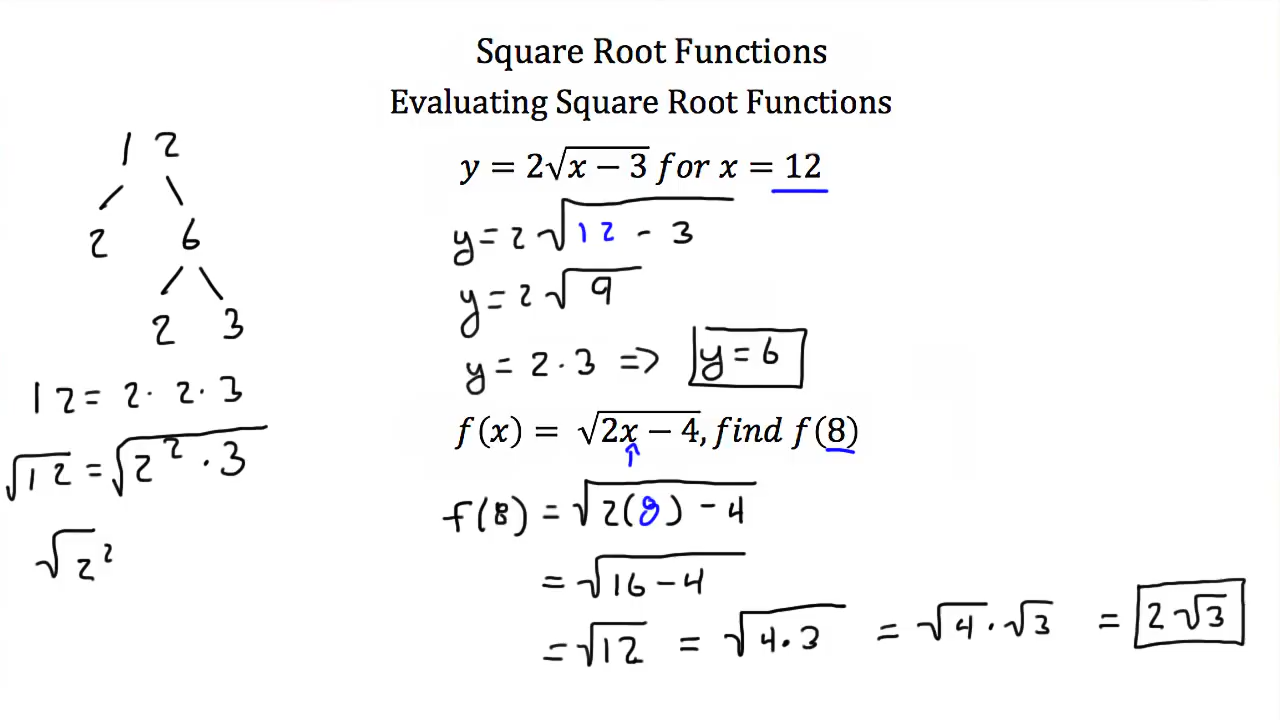 Square Root Functions
Evaluating Square Root Functions
y = 2√(x − 3) for x = 12
y = 2√(12 - 3)
y = 2√9
y = 2 · 3 => y = 6
f(x) = √(2x − 4), find f(8)
f(8) = √(2(8) - 4)
= √(16 - 4)
= √12 = √(4 · 3) = √4 · √3 = 2√3
12
2 6
2 3
12 = 2 · 2 · 3
√12 = √(2² · 3)
√2²